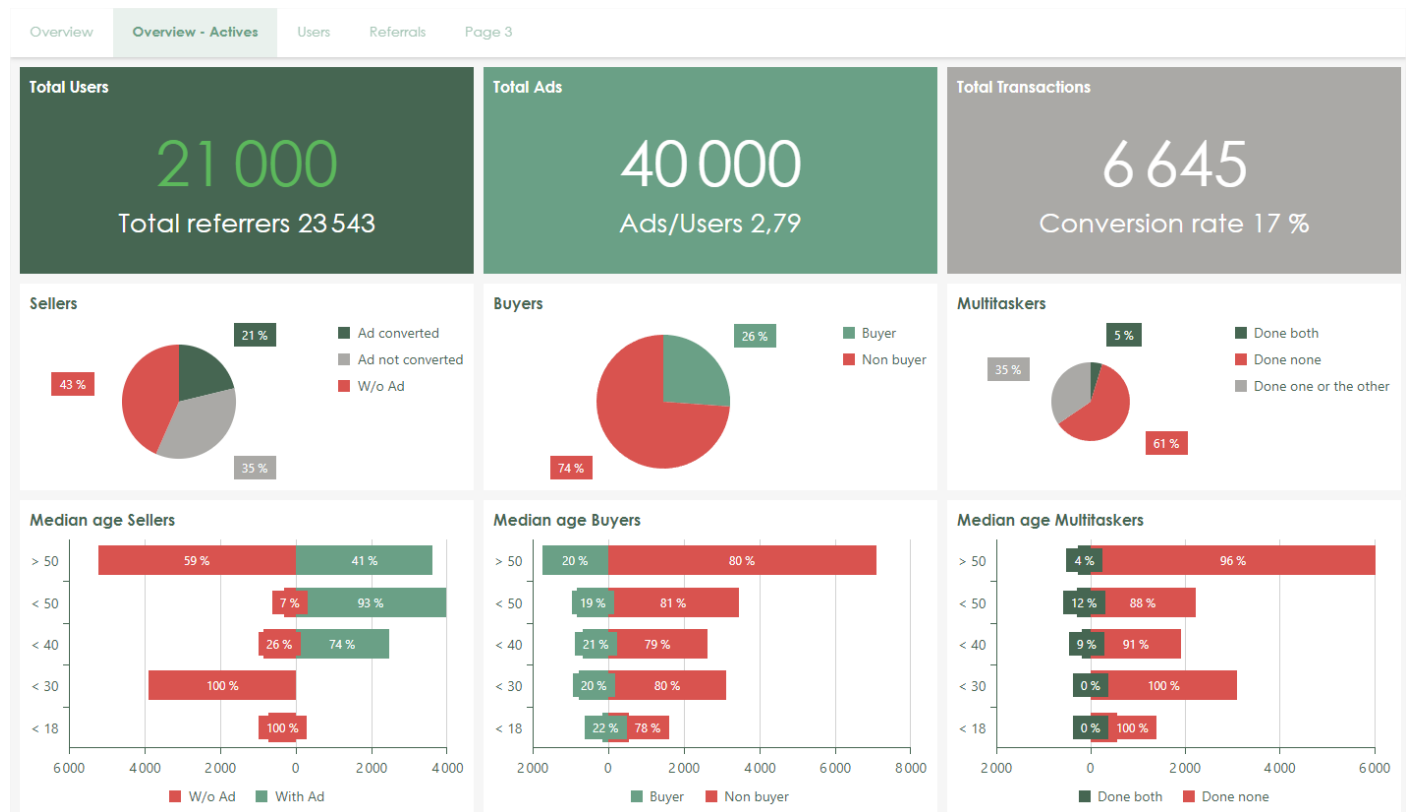 Overview Overview - Actives Users Referrals Page 3
Total Users
21 000
Total referrers 23 543
Total Ads
40 000
Ads/Users 2,79
Total Transactions
6 645
Conversion rate 17 %
Sellers
21 %
43 %
35 %
Ad converted
Ad not converted
W/o Ad
Buyers
26 %
74 %
Buyer
Non buyer
Multitaskers
5 %
35 %
61 %
Done both
Done none
Done one or the other
Median age Sellers
> 50 59 % 41 %
< 50 7 % 93 %
< 40 26 % 74 %
< 30 100 %
< 18 100 %
6 000 4 000 2 000 0 2 000 4 000
W/o Ad With Ad
Median age Buyers
> 50 20 % 80 %
< 50 19 % 81 %
< 40 21 % 79 %
< 30 20 % 80 %
< 18 22 % 78 %
2 000 0 2 000 4 000 6 000 8 000
Buyer Non buyer
Median age Multitaskers
> 50 4 % 96 %
< 50 12 % 88 %
< 40 9 % 91 %
< 30 0 % 100 %
< 18 0 % 100 %
2 000 0 2 000 4 000 6 000
Done both Done none